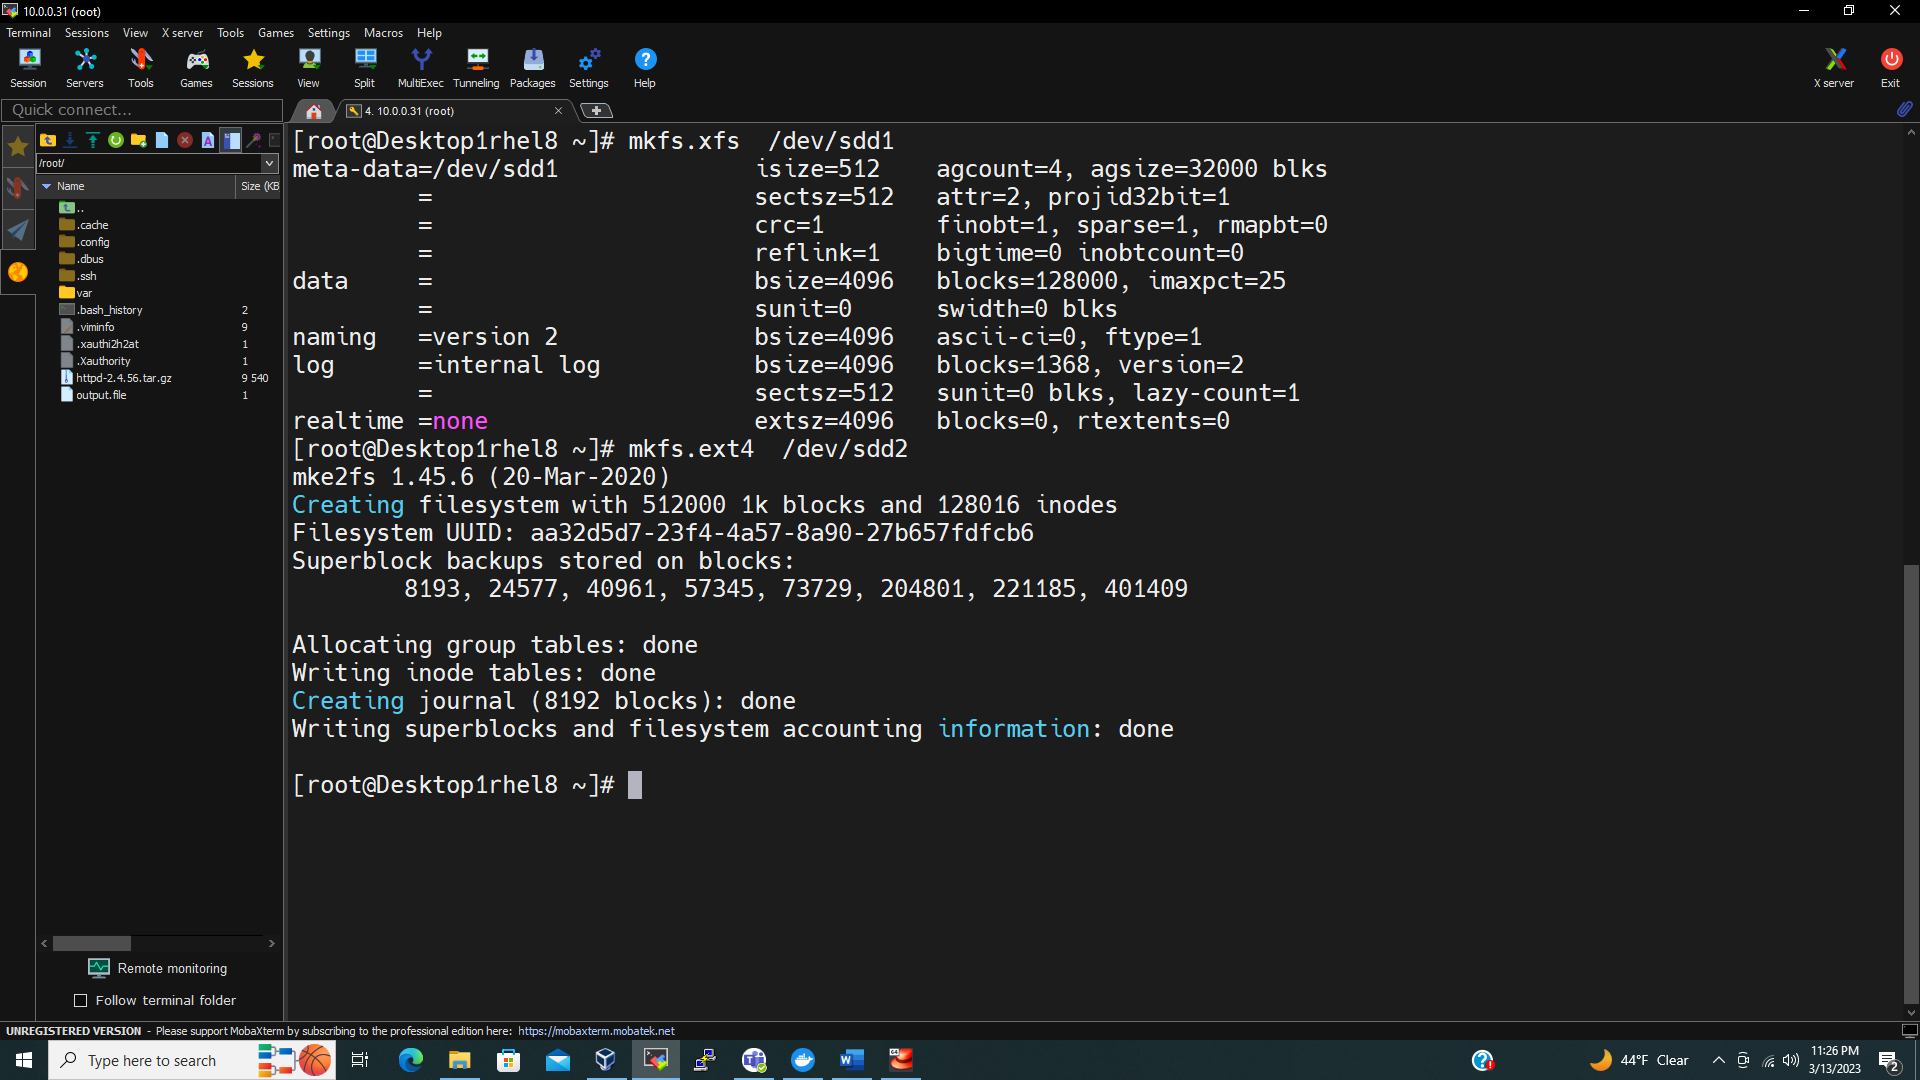 10.0.0.31 (root)
Terminal Sessions View X server Tools Games Settings Macros Help
Session Servers Tools Games Sessions View Split MultiExec Tunneling Packages Settings Help X server Exit
Quick connect...
4. 10.0.0.31 (root)
/root/
Name Size (KB
..
.cache
.config
.dbus
.ssh
var
.bash_history 2
.viminfo 9
.xauthi2h2at 1
.Xauthority 1
httpd-2.4.56.tar.gz 9 540
output.file 1
Remote monitoring
Follow terminal folder
[root@Desktop1rhel8 ~]# mkfs.xfs  /dev/sdd1
meta-data=/dev/sdd1              isize=512    agcount=4, agsize=32000 blks
         =                       sectsz=512   attr=2, projid32bit=1
         =                       crc=1        finobt=1, sparse=1, rmapbt=0
         =                       reflink=1    bigtime=0 inobtcount=0
data     =                       bsize=4096   blocks=128000, imaxpct=25
         =                       sunit=0      swidth=0 blks
naming   =version 2              bsize=4096   ascii-ci=0, ftype=1
log      =internal log           bsize=4096   blocks=1368, version=2
         =                       sectsz=512   sunit=0 blks, lazy-count=1
realtime =none                   extsz=4096   blocks=0, rtextents=0
[root@Desktop1rhel8 ~]# mkfs.ext4  /dev/sdd2
mke2fs 1.45.6 (20-Mar-2020)
Creating filesystem with 512000 1k blocks and 128016 inodes
Filesystem UUID: aa32d5d7-23f4-4a57-8a90-27b657fdfcb6
Superblock backups stored on blocks:
        8193, 24577, 40961, 57345, 73729, 204801, 221185, 401409
Allocating group tables: done
Writing inode tables: done
Creating journal (8192 blocks): done
Writing superblocks and filesystem accounting information: done
[root@Desktop1rhel8 ~]#
UNREGISTERED VERSION - Please support MobaXterm by subscribing to the professional edition here: https://mobaxterm.mobatek.net
Type here to search
44°F Clear
11:26 PM
3/13/2023
2